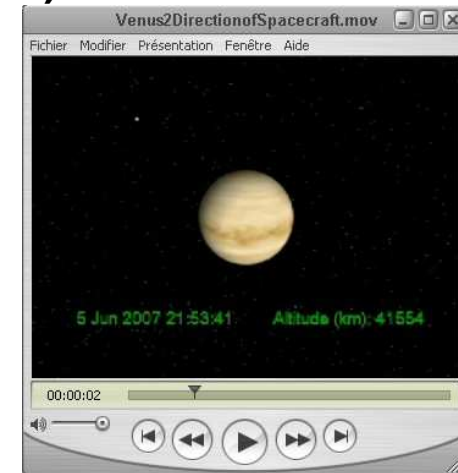 Venus2DirectionofSpacecraft.mov
Fichier Modifier Présentation Fenêtre Aide
5 Jun 2007 21:53:41 Altitude (km): 41554
00:00:02